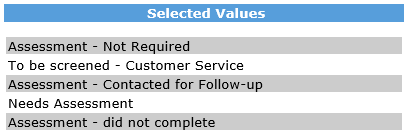 Selected Values
Assessment - Not Required
To be screened - Customer Service
Assessment - Contacted for Follow-up
Needs Assessment
Assessment - did not complete